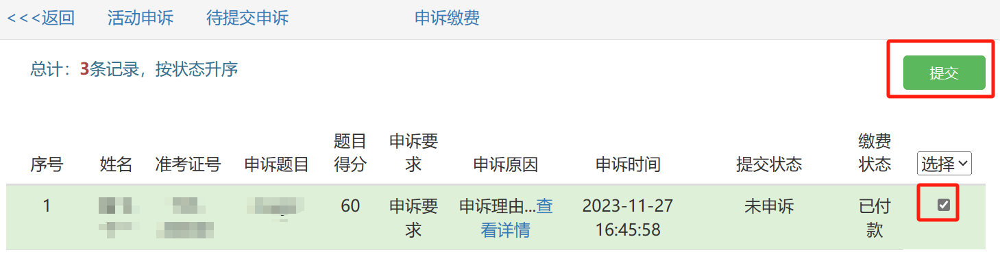 <<<返回 活动申诉 待提交申诉 申诉缴费
总计：3条记录，按状态升序
提交
序号 姓名 准考证号 申诉题目 题目得分 申诉要求 申诉原因 申诉时间 提交状态 缴费状态 选择
1 60 申诉要求 申诉理由...查看详情 2023-11-27 16:45:58 未申诉 已付款